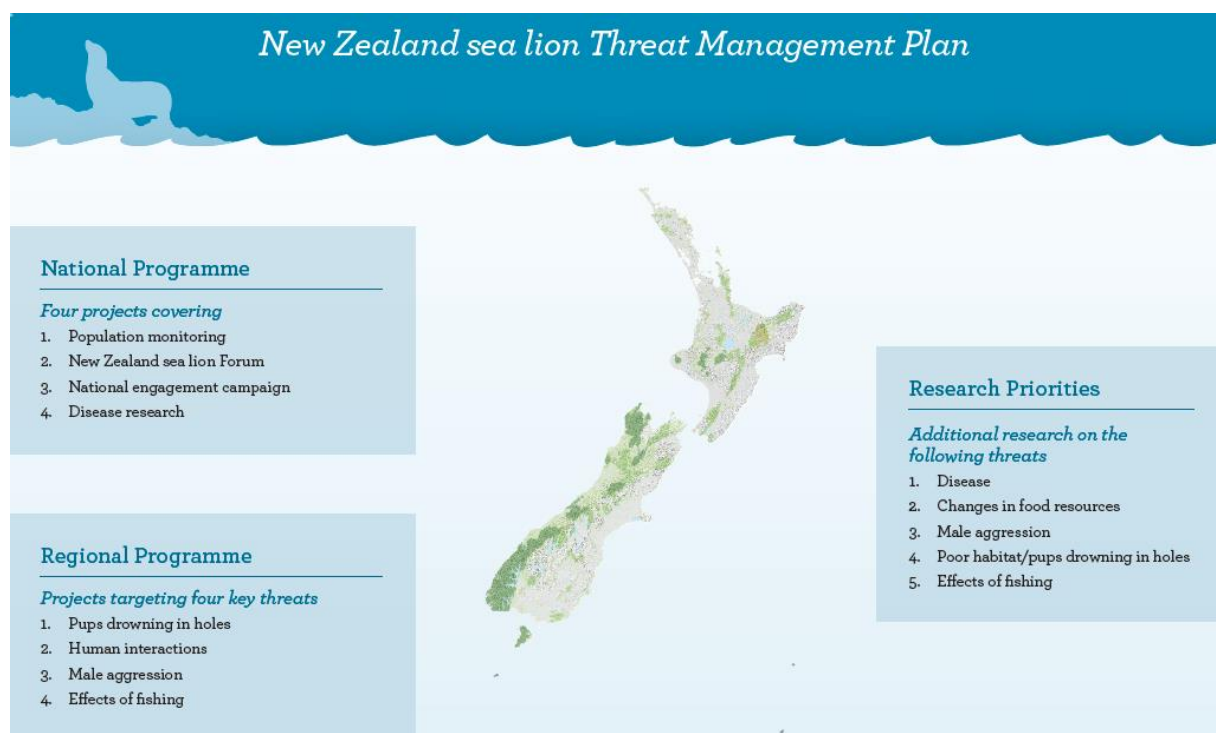 New Zealand sea lion Threat Management Plan
National Programme
Four projects covering
1. Population monitoring
2. New Zealand sea lion Forum
3. National engagement campaign
4. Disease research
Regional Programme
Projects targeting four key threats
1. Pups drowning in holes
2. Human interactions
3. Male aggression
4. Effects of fishing
Research Priorities
Additional research on the
following threats
1. Disease
2. Changes in food resources
3. Male aggression
4. Poor habitat/pups drowning in holes
5. Effects of fishing